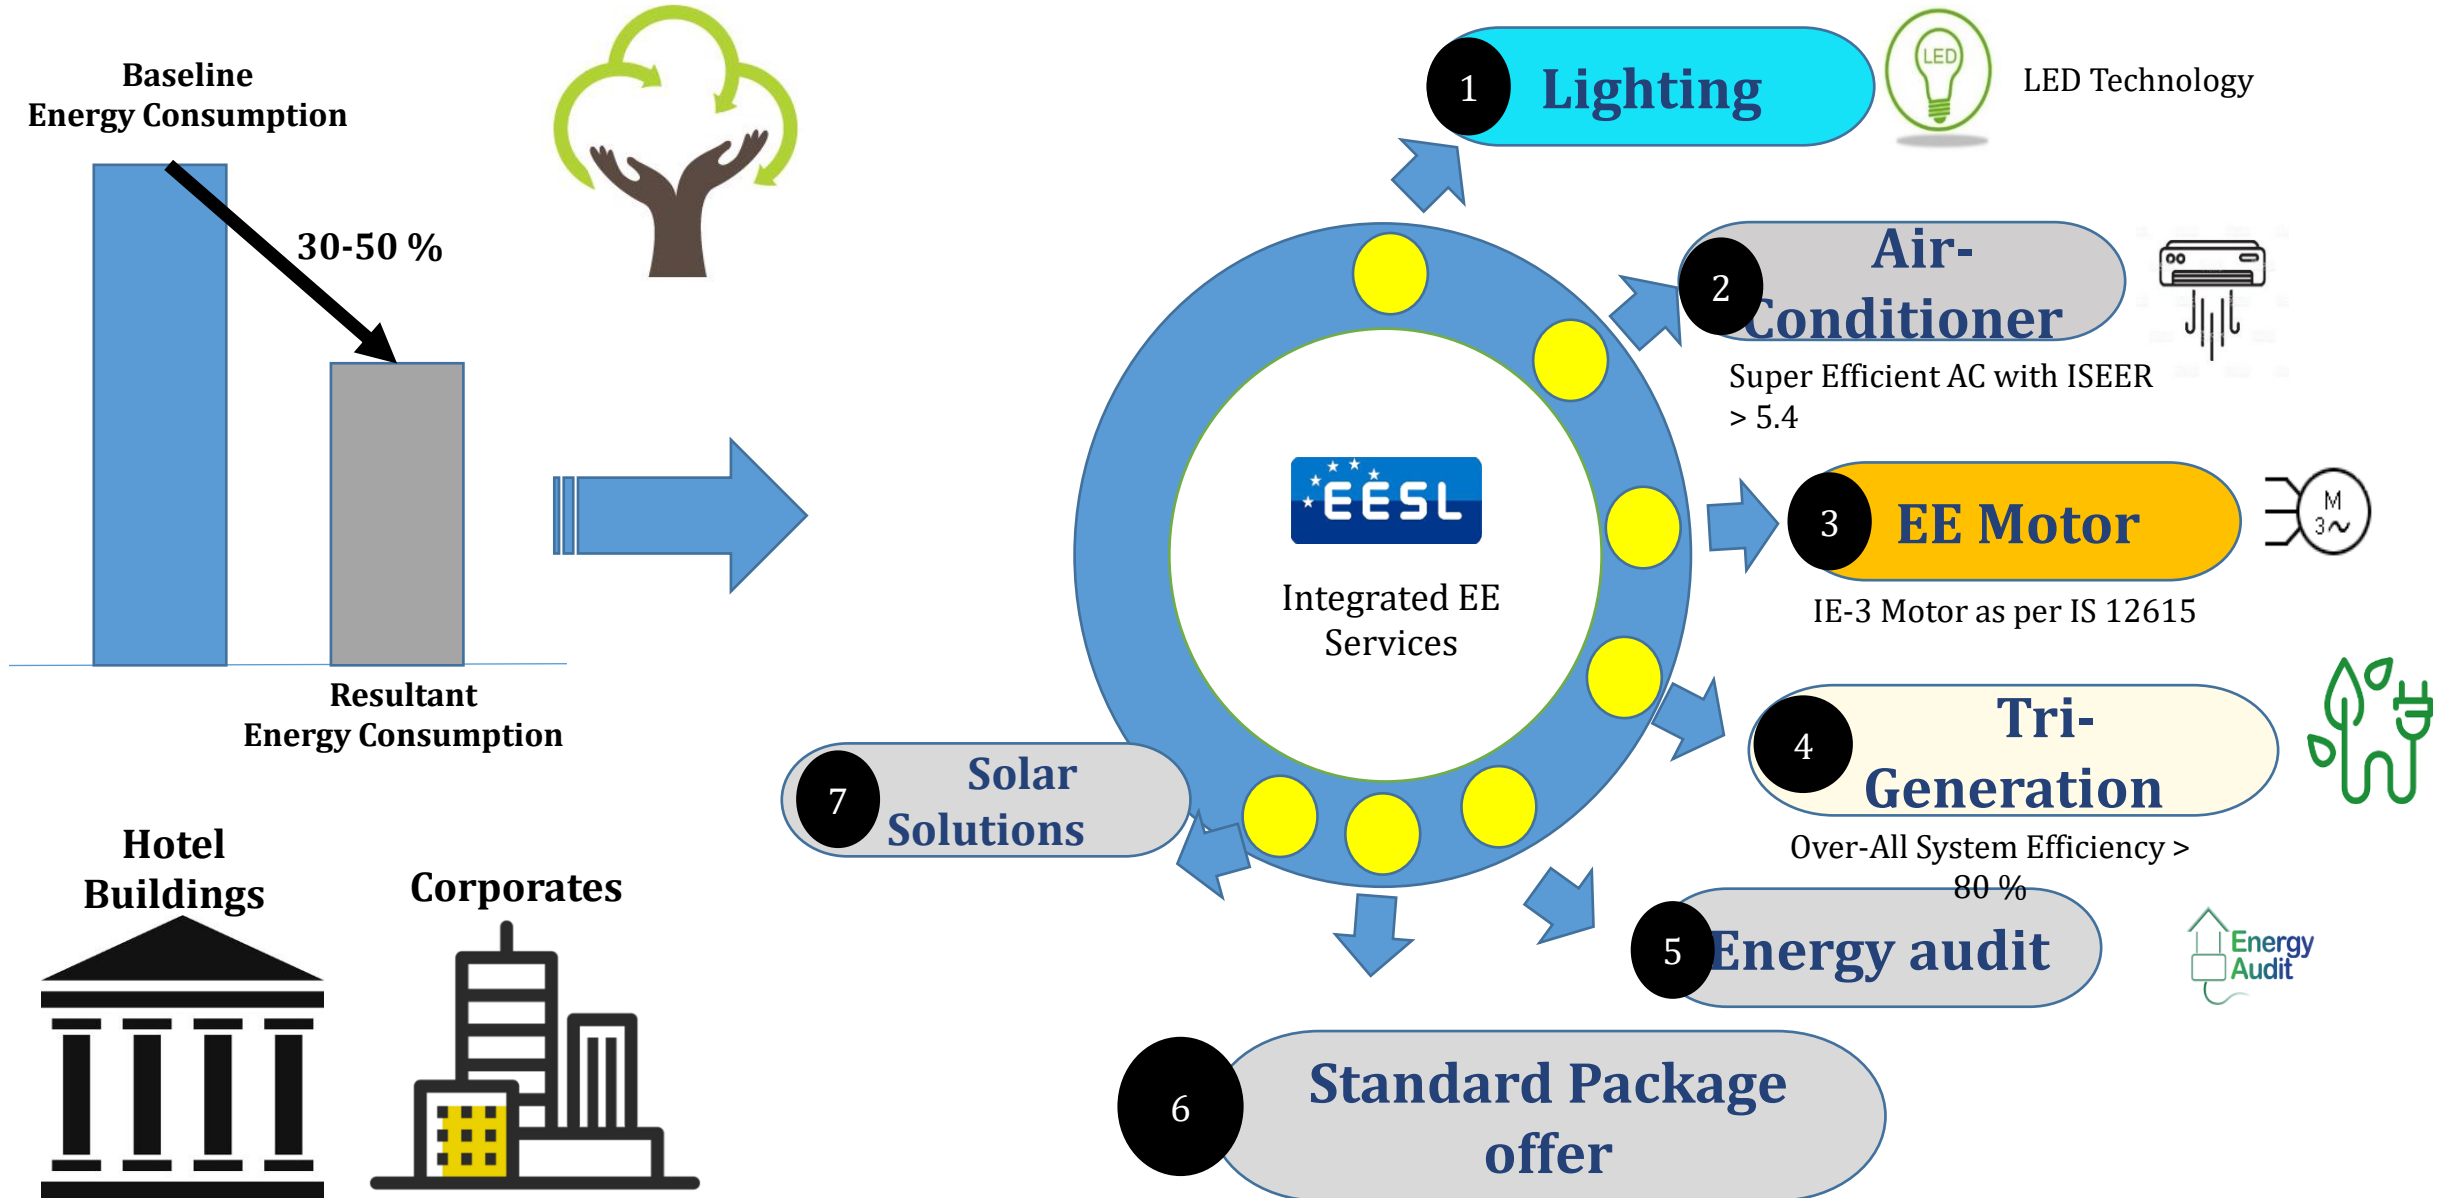 Baseline
Energy Consumption
30-50 %
Resultant
Energy Consumption
Hotel
Buildings
Corporates
EESL
Integrated EE
Services
1
Lighting
LED
LED Technology
2
Air-
Conditioner
Super Efficient AC with ISEER
> 5.4
3
EE Motor
M
3~
IE-3 Motor as per IS 12615
4
Tri-
Generation
Over-All System Efficiency >
80 %
5
Energy audit
Energy
Audit
6
Standard Package
offer
7
Solar
Solutions